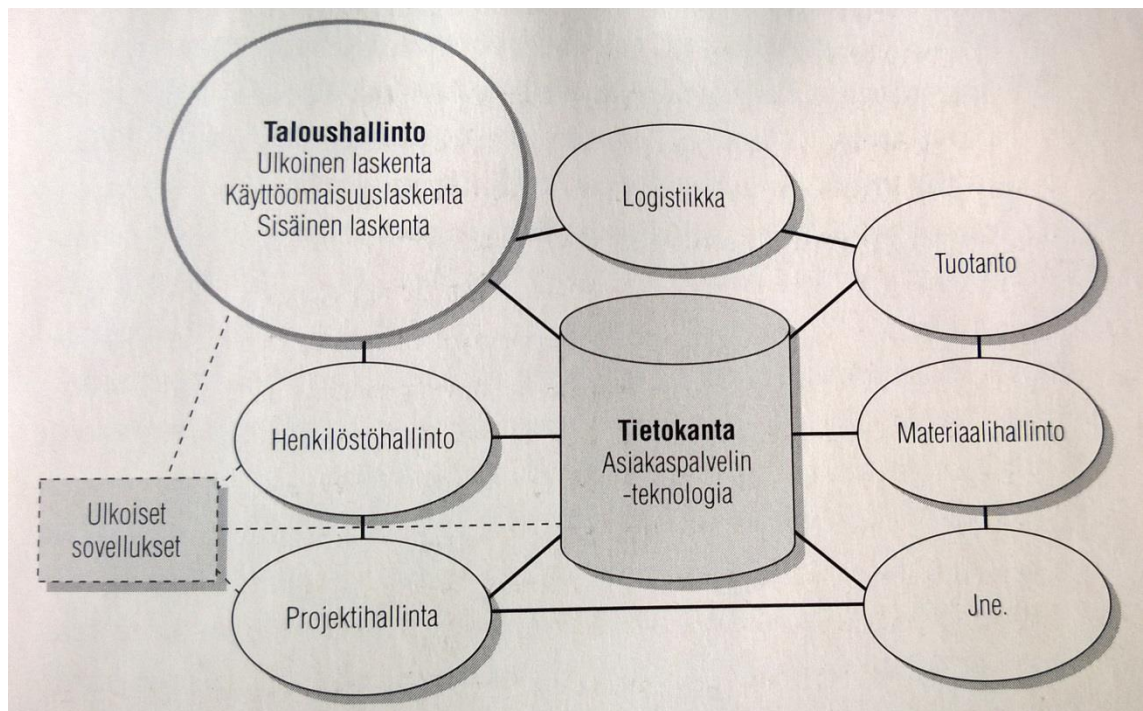 Taloushallinto
Ulkoinen laskenta
Käyttöomaisuuslaskenta
Sisäinen laskenta
Logistiikka
Tuotanto
Henkilöstöhallinto
Tietokanta
Asiakaspalvelin
-teknologia
Materiaalihallinto
Ulkoiset
sovellukset
Projektihallinta
Jne.